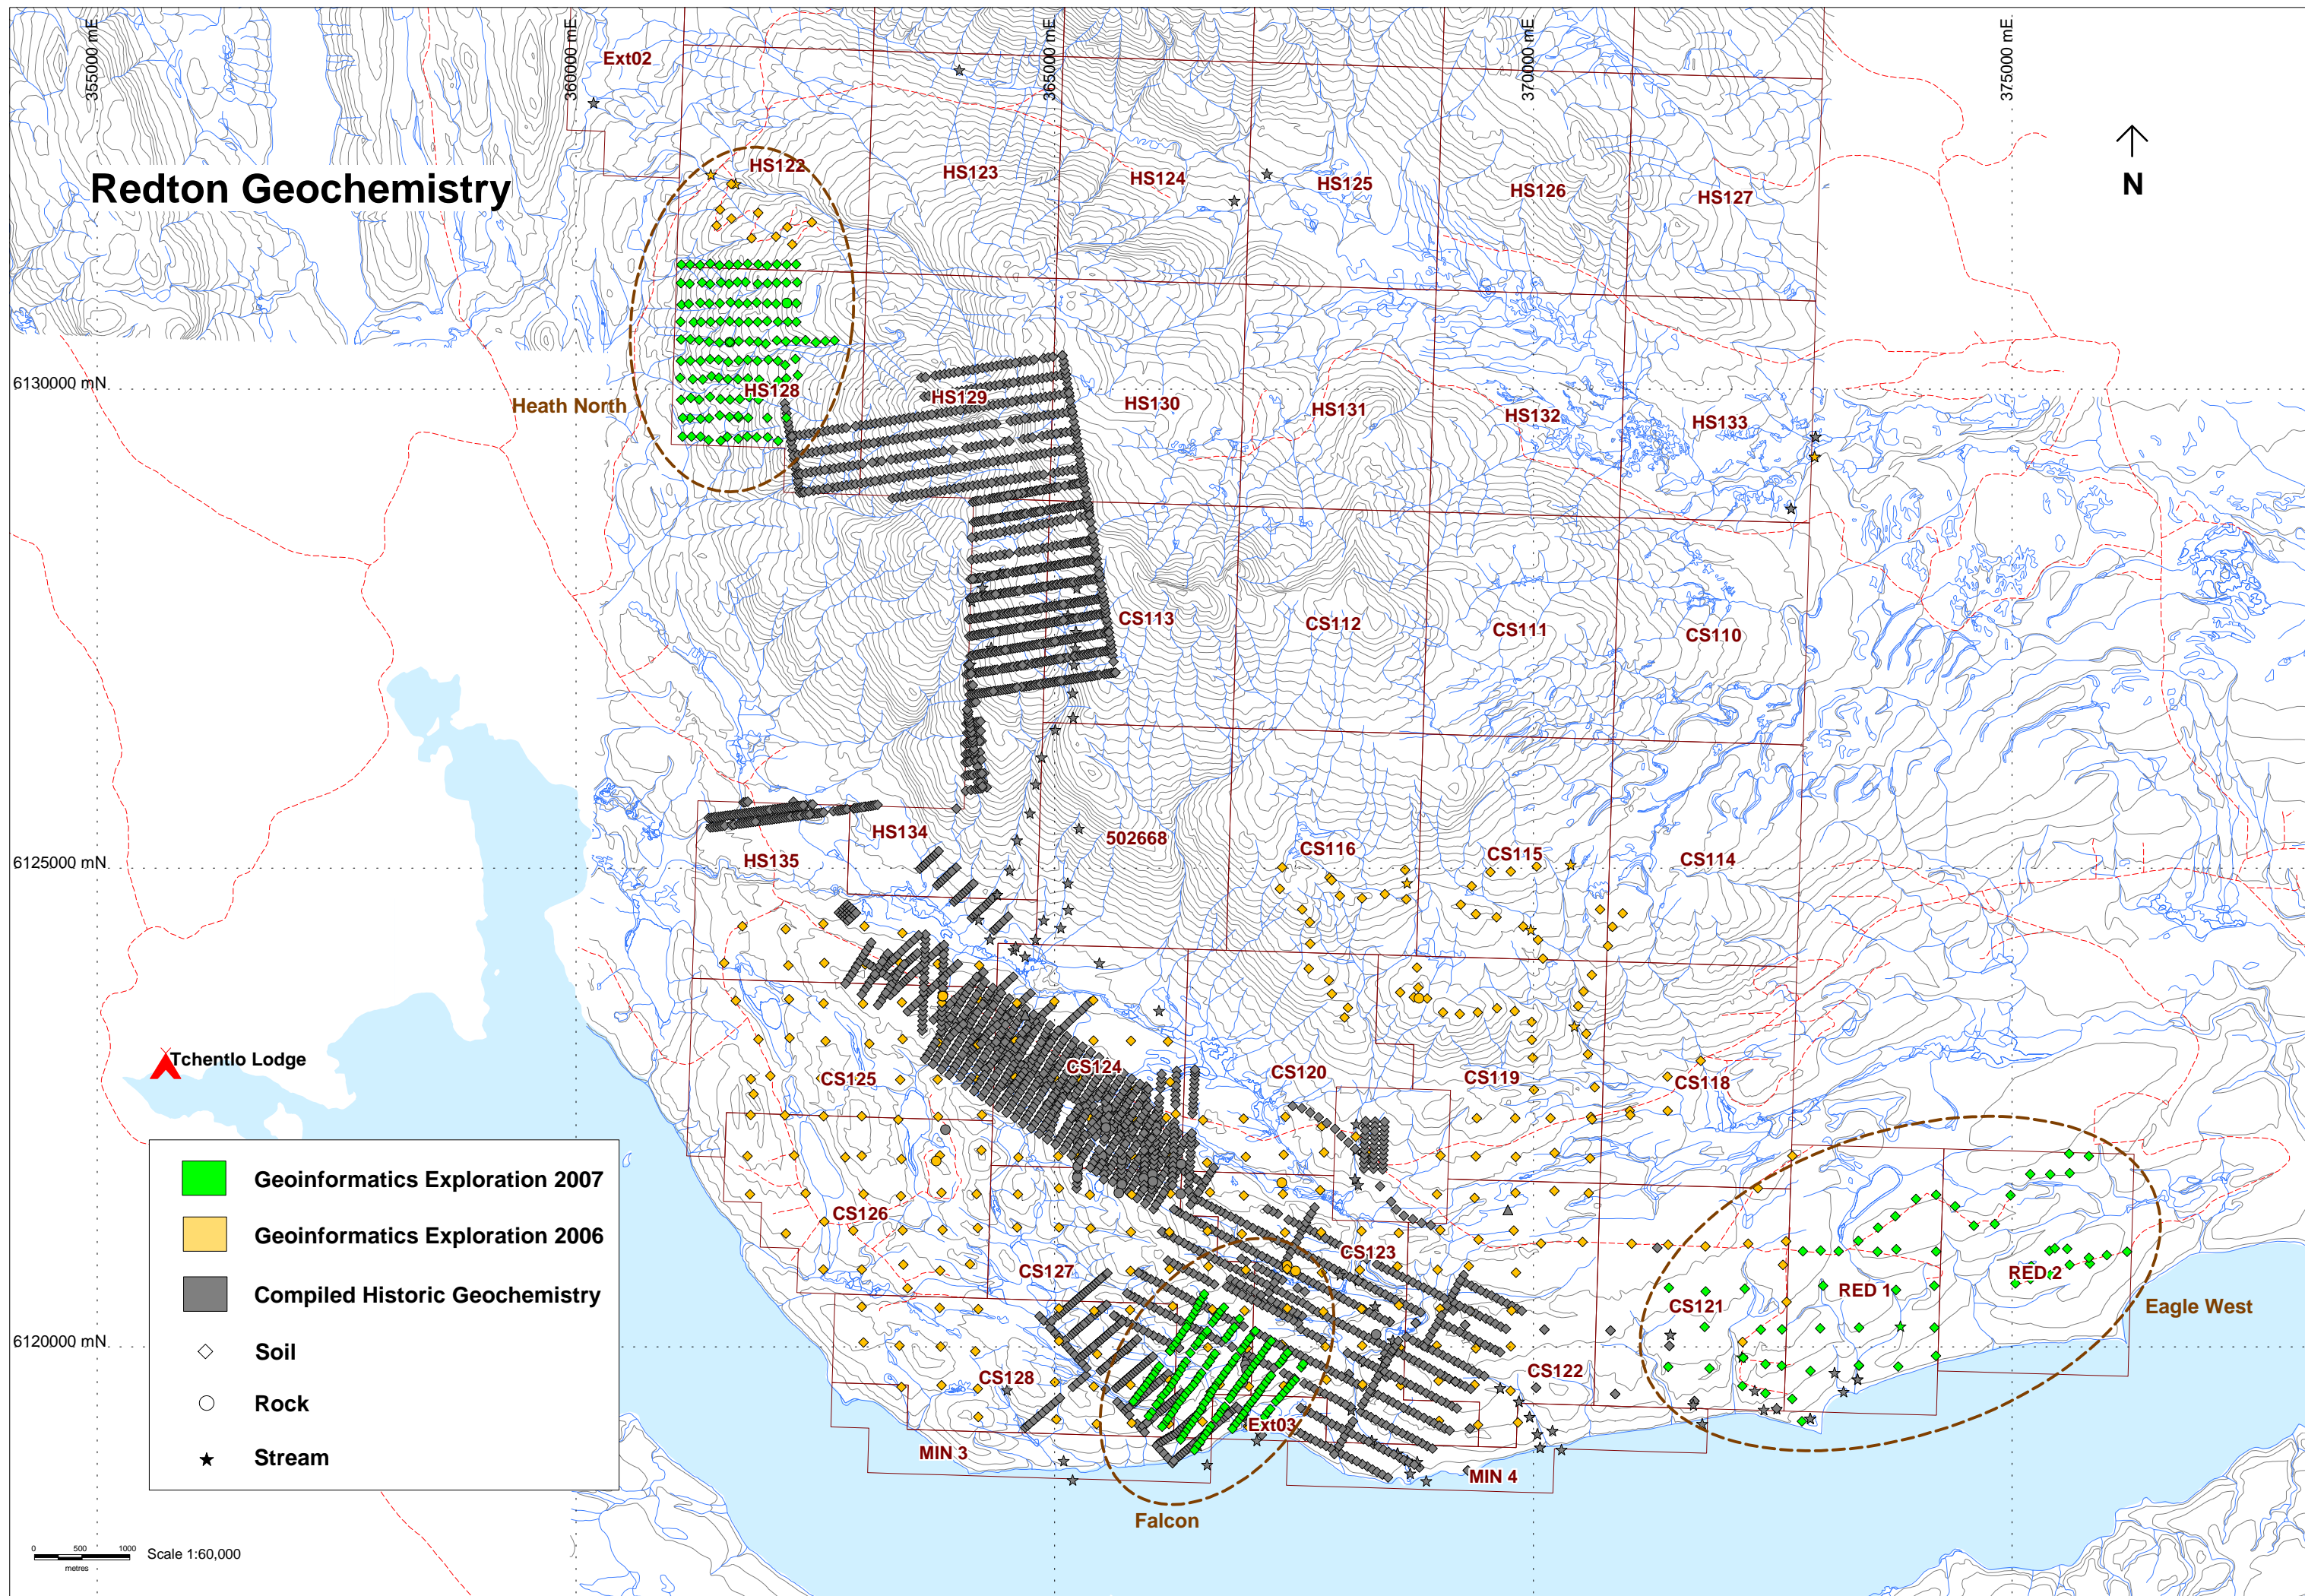 355000 mE
360000 mE
365000 mE
370000 mE
375000 mE
Ext02
N
Redton Geochemistry
HS122
HS123
HS124
HS125
HS126
HS127
6130000 mN
Heath North
HS128
HS129
HS130
HS131
HS132
HS133
CS113
CS112
CS111
CS110
6125000 mN
HS135
HS134
502668
CS116
CS115
CS114
Tchentlo Lodge
CS125
CS124
CS120
CS119
CS118
CS126
CS127
CS123
CS121
RED 1
RED 2
Eagle West
6120000 mN
CS128
CS122
Ext03
MIN 3
MIN 4
Falcon
Geoinformatics Exploration 2007
Geoinformatics Exploration 2006
Compiled Historic Geochemistry
Soil
Rock
Stream
0 500 1000
metres
Scale 1:60,000